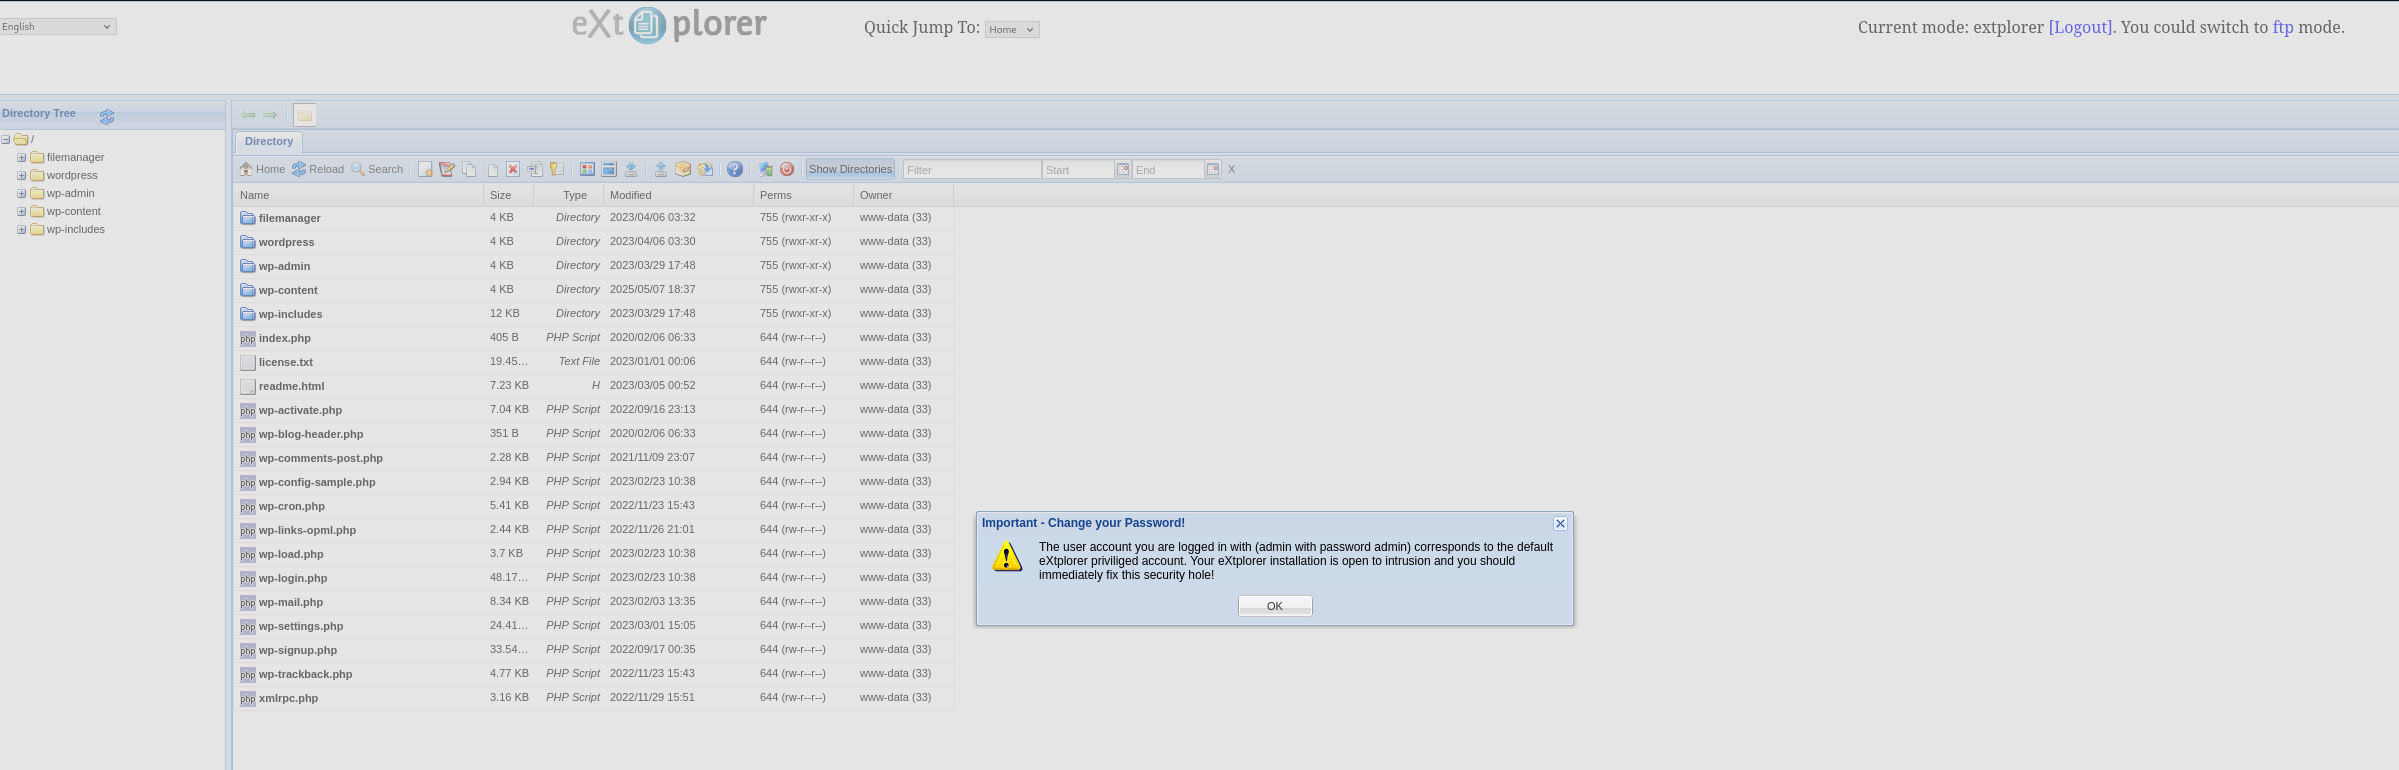 English
eXtplorer
Quick Jump To: Home
Current mode: extplorer [Logout]. You could switch to ftp mode.
Directory Tree
/
filemanager
wordpress
wp-admin
wp-content
wp-includes
Directory
Home Reload Search Show Directories Filter Start End X
Name Size Type Modified Perms Owner
filemanager 4 KB Directory 2023/04/06 03:32 755 (rwxr-xr-x) www-data (33)
wordpress 4 KB Directory 2023/04/06 03:30 755 (rwxr-xr-x) www-data (33)
wp-admin 4 KB Directory 2023/03/29 17:48 755 (rwxr-xr-x) www-data (33)
wp-content 4 KB Directory 2025/05/07 18:37 755 (rwxr-xr-x) www-data (33)
wp-includes 12 KB Directory 2023/03/29 17:48 755 (rwxr-xr-x) www-data (33)
php index.php 405 B PHP Script 2020/02/06 06:33 644 (rw-r--r--) www-data (33)
license.txt 19.45... Text File 2023/01/01 00:06 644 (rw-r--r--) www-data (33)
readme.html 7.23 KB H 2023/03/05 00:52 644 (rw-r--r--) www-data (33)
php wp-activate.php 7.04 KB PHP Script 2022/09/16 23:13 644 (rw-r--r--) www-data (33)
php wp-blog-header.php 351 B PHP Script 2020/02/06 06:33 644 (rw-r--r--) www-data (33)
php wp-comments-post.php 2.28 KB PHP Script 2021/11/09 23:07 644 (rw-r--r--) www-data (33)
php wp-config-sample.php 2.94 KB PHP Script 2023/02/23 10:38 644 (rw-r--r--) www-data (33)
php wp-cron.php 5.41 KB PHP Script 2022/11/23 15:43 644 (rw-r--r--) www-data (33)
php wp-links-opml.php 2.44 KB PHP Script 2022/11/26 21:01 644 (rw-r--r--) www-data (33)
php wp-load.php 3.7 KB PHP Script 2023/02/23 10:38 644 (rw-r--r--) www-data (33)
php wp-login.php 48.17... PHP Script 2023/02/23 10:38 644 (rw-r--r--) www-data (33)
php wp-mail.php 8.34 KB PHP Script 2023/02/03 13:35 644 (rw-r--r--) www-data (33)
php wp-settings.php 24.41... PHP Script 2023/03/01 15:05 644 (rw-r--r--) www-data (33)
php wp-signup.php 33.54... PHP Script 2022/09/17 00:35 644 (rw-r--r--) www-data (33)
php wp-trackback.php 4.77 KB PHP Script 2022/11/23 15:43 644 (rw-r--r--) www-data (33)
php xmlrpc.php 3.16 KB PHP Script 2022/11/29 15:51 644 (rw-r--r--) www-data (33)
Important - Change your Password!
The user account you are logged in with (admin with password admin) corresponds to the default
eXtplorer priviliged account. Your eXtplorer installation is open to intrusion and you should
immediately fix this security hole!
OK